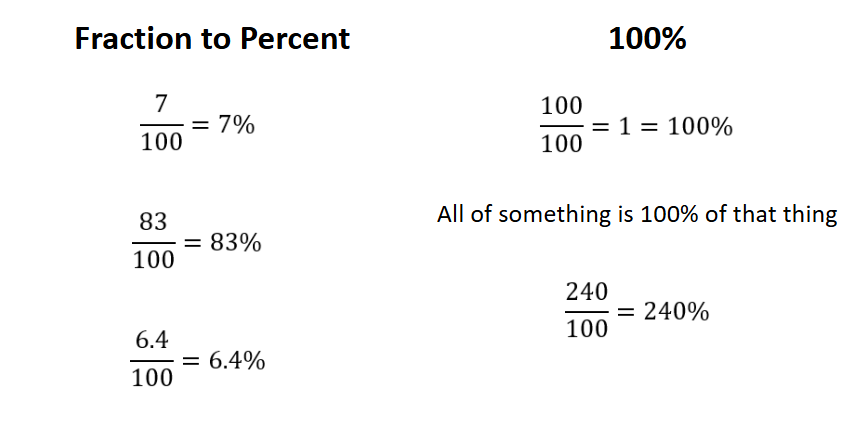 Fraction to Percent
7/100 = 7%
83/100 = 83%
6.4/100 = 6.4%
100%
100/100 = 1 = 100%
All of something is 100% of that thing
240/100 = 240%